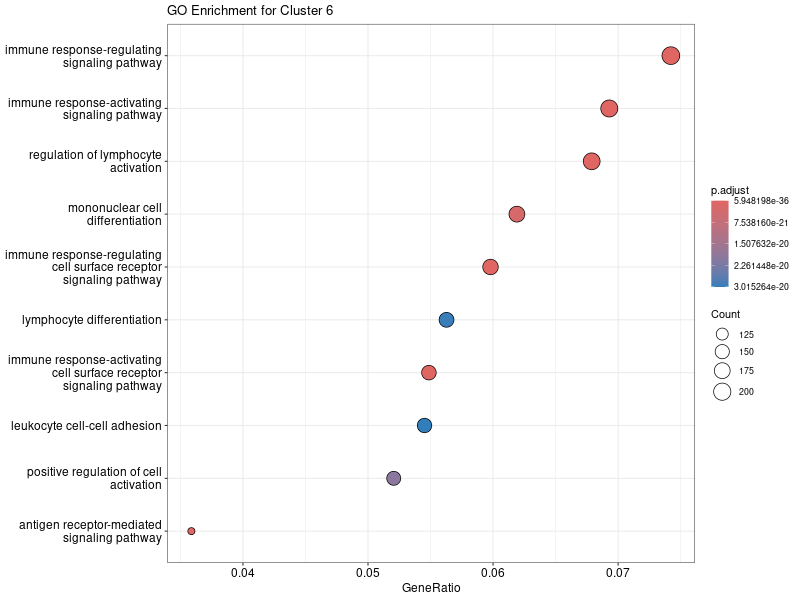 GO Enrichment for Cluster 6
immune response-regulating
signaling pathway
immune response-activating
signaling pathway
regulation of lymphocyte
activation
mononuclear cell
differentiation
immune response-regulating
cell surface receptor
signaling pathway
lymphocyte differentiation
immune response-activating
cell surface receptor
signaling pathway
leukocyte cell-cell adhesion
positive regulation of cell
activation
antigen receptor-mediated
signaling pathway
0.04 0.05 0.06 0.07
GeneRatio
p.adjust
5.948198e-36
7.538160e-21
1.507632e-20
2.261448e-20
3.015264e-20
Count
125
150
175
200